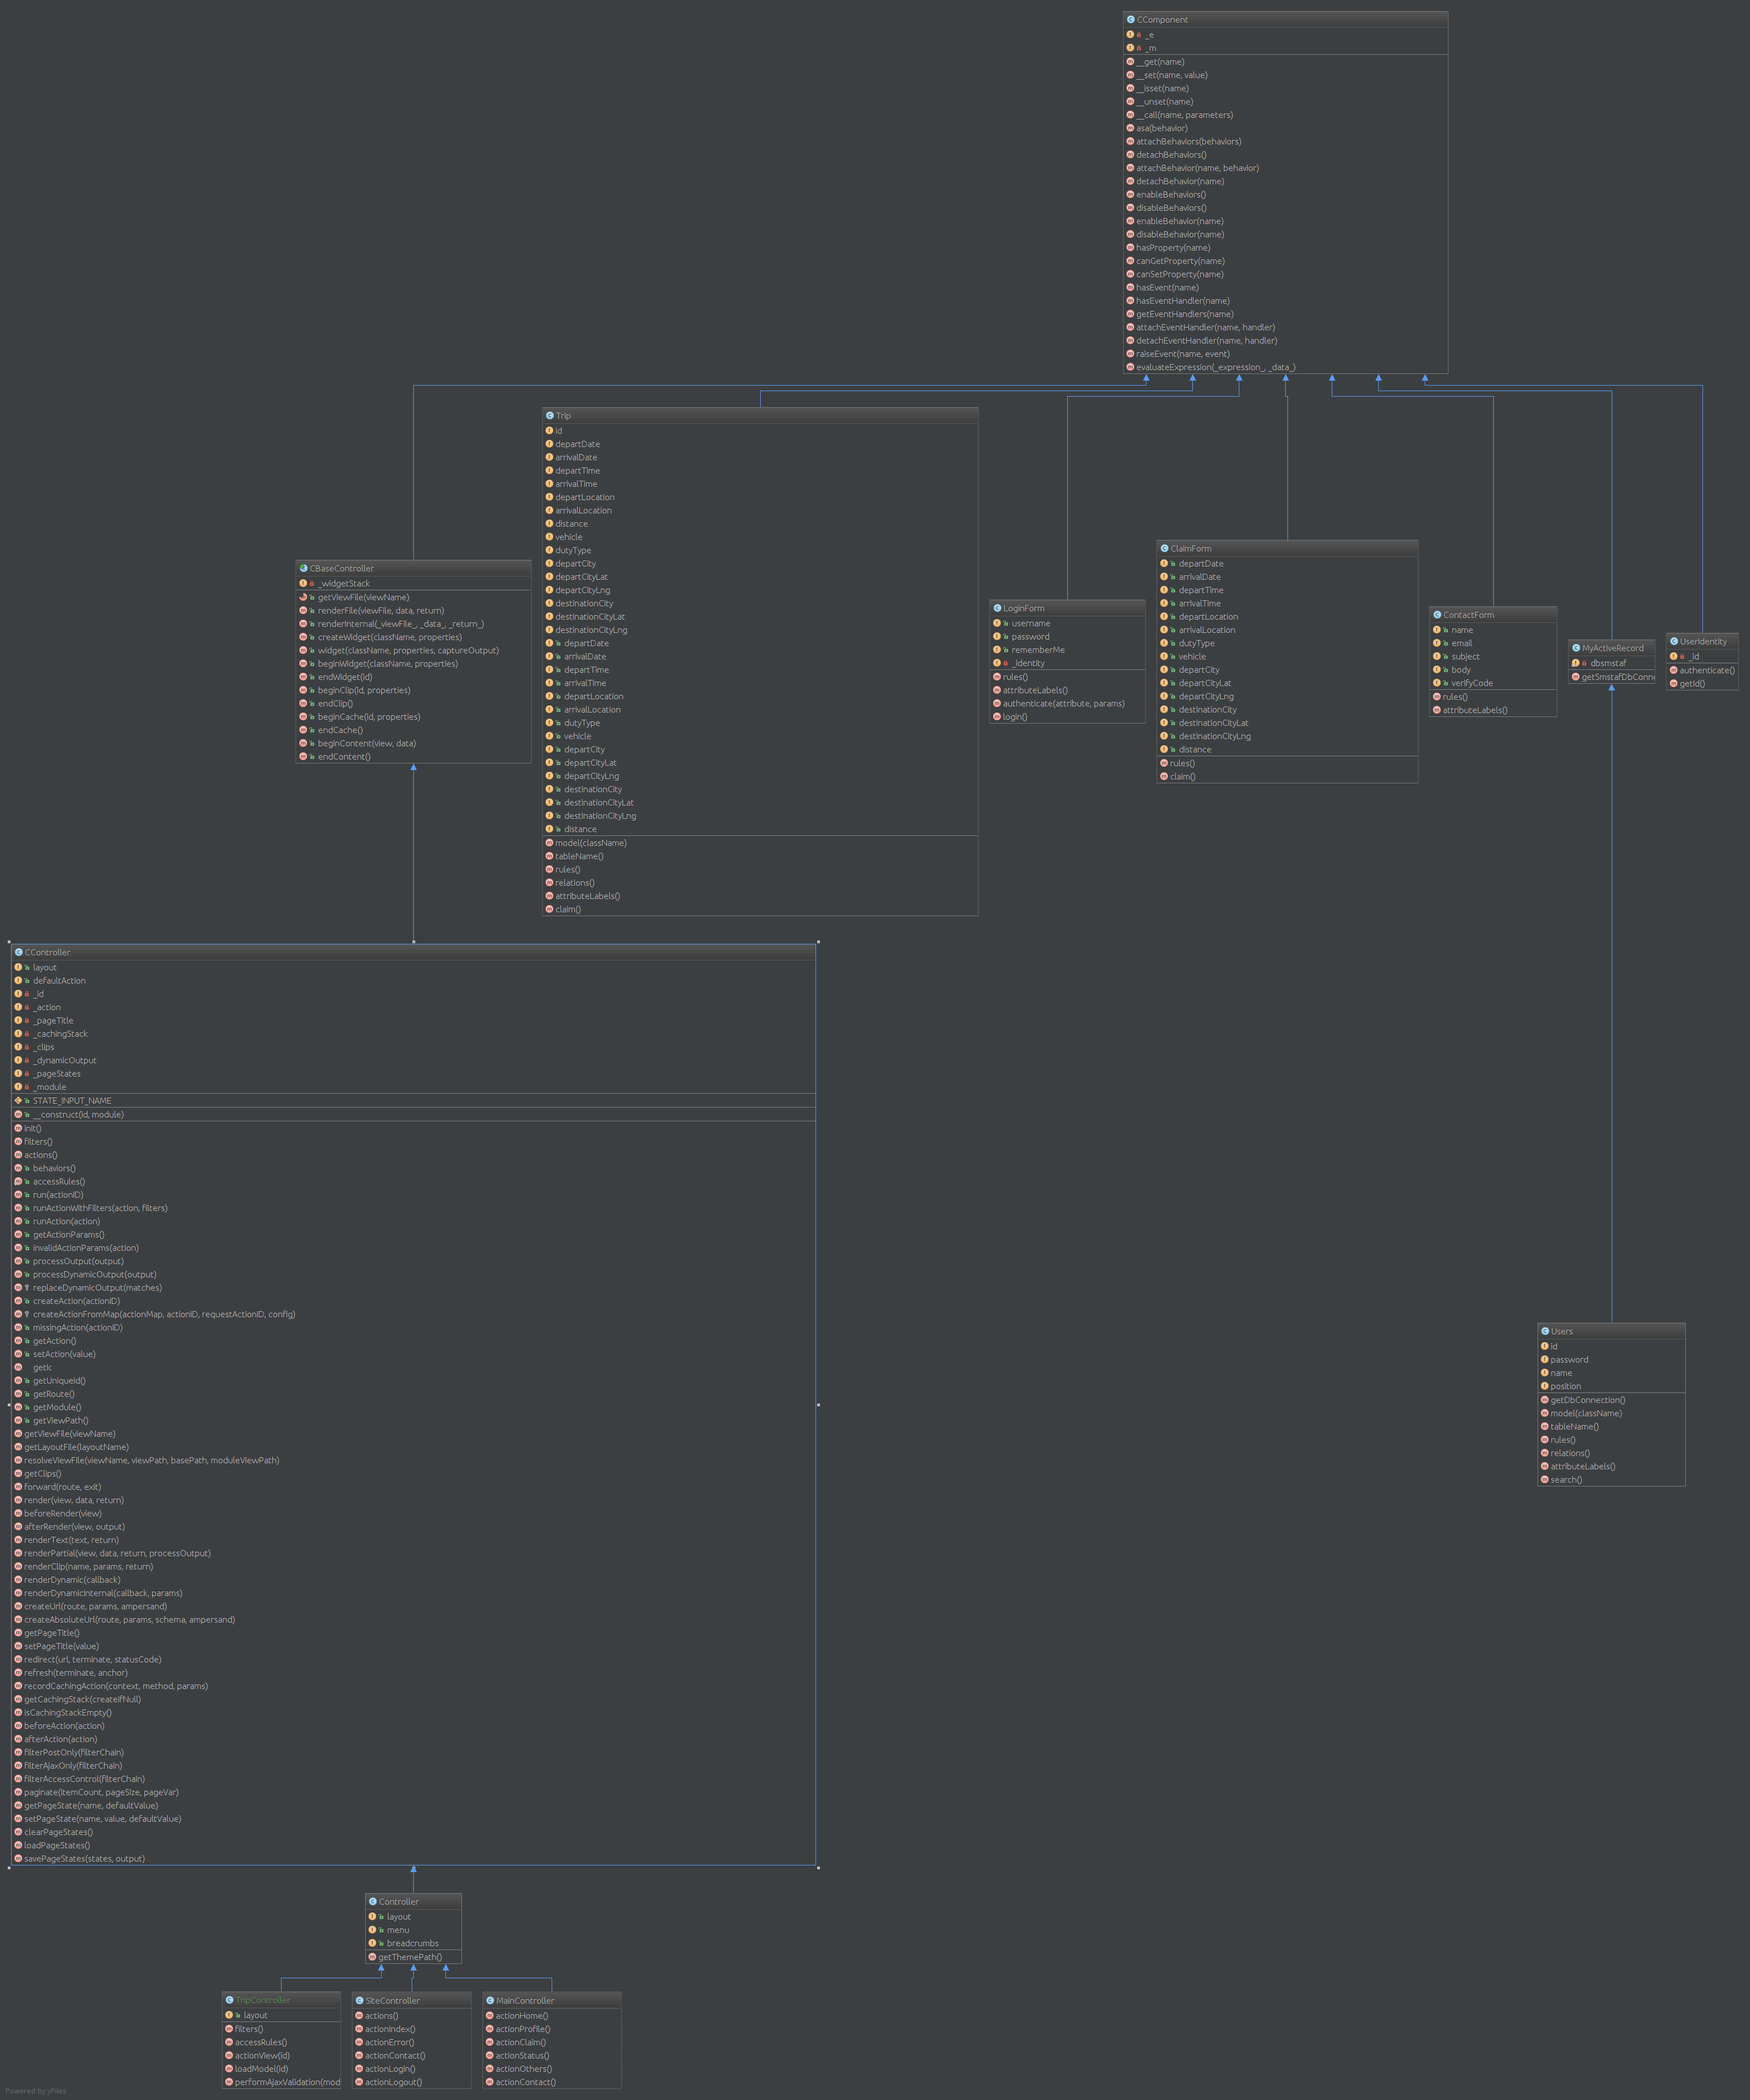 CComponent
_e
_m
__get(name)
__set(name, value)
__isset(name)
__unset(name)
__call(name, parameters)
asa(behavior)
attachBehaviors(behaviors)
detachBehaviors()
attachBehavior(name, behavior)
detachBehavior(name)
enableBehaviors()
disableBehaviors()
enableBehavior(name)
disableBehavior(name)
hasProperty(name)
canGetProperty(name)
canSetProperty(name)
hasEvent(name)
hasEventHandler(name)
getEventHandlers(name)
attachEventHandler(name, handler)
detachEventHandler(name, handler)
raiseEvent(name, event)
evaluateExpression(_expression_, _data_)
Trip
id
departDate
arrivalDate
departTime
arrivalTime
departLocation
arrivalLocation
distance
vehicle
dutyType
departCity
departCityLat
departCityLng
destinationCity
destinationCityLat
destinationCityLng
departDate
arrivalDate
departTime
arrivalTime
departLocation
arrivalLocation
dutyType
vehicle
departCity
departCityLat
departCityLng
destinationCity
destinationCityLat
destinationCityLng
distance
model(className)
tableName()
rules()
relations()
attributeLabels()
claim()
CBaseController
_widgetStack
getViewFile(viewName)
renderFile(viewFile, data, return)
renderInternal(_viewFile_, _data_, _return_)
createWidget(className, properties)
widget(className, properties, captureOutput)
beginWidget(className, properties)
endWidget(id)
beginClip(id, properties)
endClip()
beginCache(id, properties)
endCache()
beginContent(view, data)
endContent()
LoginForm
username
password
rememberMe
_identity
rules()
attributeLabels()
authenticate(attribute, params)
login()
ClaimForm
departDate
arrivalDate
departTime
arrivalTime
departLocation
arrivalLocation
dutyType
vehicle
departCity
departCityLat
departCityLng
destinationCity
destinationCityLat
destinationCityLng
distance
rules()
claim()
ContactForm
name
email
subject
body
verifyCode
rules()
attributeLabels()
MyActiveRecord
dbsmstaf
getSmstafDbConne
UserIdentity
_id
authenticate()
getId()
CController
layout
defaultAction
_id
_action
_pageTitle
_cachingStack
_clips
_dynamicOutput
_pageStates
_module
STATE_INPUT_NAME
__construct(id, module)
init()
filters()
actions()
behaviors()
accessRules()
run(actionID)
runActionWithFilters(action, filters)
runAction(action)
getActionParams()
invalidActionParams(action)
processOutput(output)
processDynamicOutput(output)
replaceDynamicOutput(matches)
createAction(actionID)
createActionFromMap(actionMap, actionID, requestActionID, config)
missingAction(actionID)
getAction()
setAction(value)
getIc
getUniqueId()
getRoute()
getModule()
getViewPath()
getViewFile(viewName)
getLayoutFile(layoutName)
resolveViewFile(viewName, viewPath, basePath, moduleViewPath)
getClips()
forward(route, exit)
render(view, data, return)
beforeRender(view)
afterRender(view, output)
renderText(text, return)
renderPartial(view, data, return, processOutput)
renderClip(name, params, return)
renderDynamic(callback)
renderDynamicInternal(callback, params)
createUrl(route, params, ampersand)
createAbsoluteUrl(route, params, schema, ampersand)
getPageTitle()
setPageTitle(value)
redirect(url, terminate, statusCode)
refresh(terminate, anchor)
recordCachingAction(context, method, params)
getCachingStack(createIfNull)
isCachingStackEmpty()
beforeAction(action)
afterAction(action)
filterPostOnly(filterChain)
filterAjaxOnly(filterChain)
filterAccessControl(filterChain)
paginate(itemCount, pageSize, pageVar)
getPageState(name, defaultValue)
setPageState(name, value, defaultValue)
clearPageStates()
loadPageStates()
savePageStates(states, output)
Users
id
password
name
position
getDbConnection()
model(className)
tableName()
rules()
relations()
attributeLabels()
search()
Controller
layout
menu
breadcrumbs
getThemePath()
TripController
layout
filters()
accessRules()
actionView(id)
loadModel(id)
performAjaxValidation(mod
SiteController
actions()
actionIndex()
actionError()
actionContact()
actionLogin()
actionLogout()
MainController
actionHome()
actionProfile()
actionClaim()
actionStatus()
actionOthers()
actionContact()
Powered by yFiles